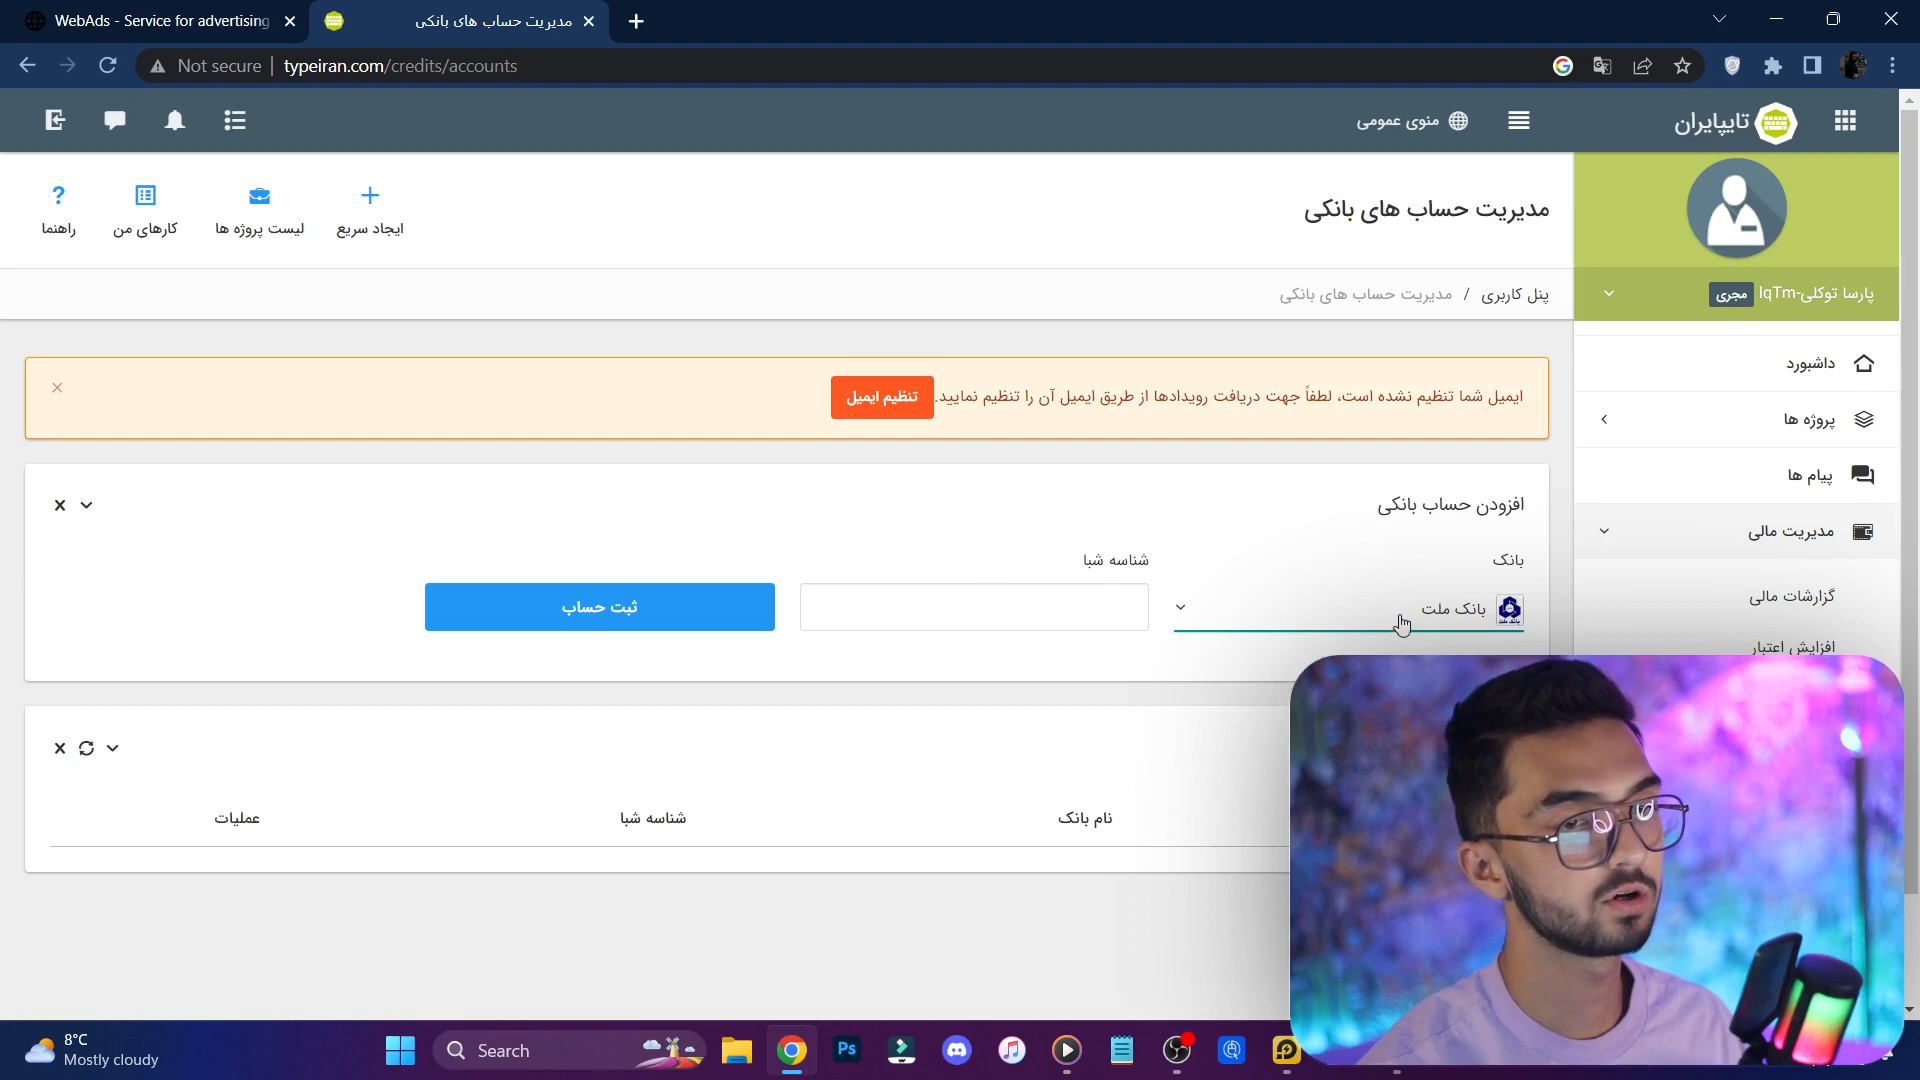 WebAds - Service for advertising
مدیریت حساب های بانکی
Not secure
typeiran.com/credits/accounts
تایپایران
منوی عمومی
مدیریت حساب های بانکی
ایجاد سریع
لیست پروژه ها
کارهای من
راهنما
پارسا توکلی-IqTm
مجری
پنل کاربری / مدیریت حساب های بانکی
داشبورد
پروژه ها
پیام ها
مدیریت مالی
گزارشات مالی
افزایش اعتبار
ایمیل شما تنظیم نشده است، لطفاً جهت دریافت رویدادها از طریق ایمیل آن را تنظیم نمایید.
تنظیم ایمیل
افزودن حساب بانکی
بانک
شناسه شبا
بانک ملت
ثبت حساب
نام بانک
شناسه شبا
عملیات
8°C
Mostly cloudy
Search
Ps